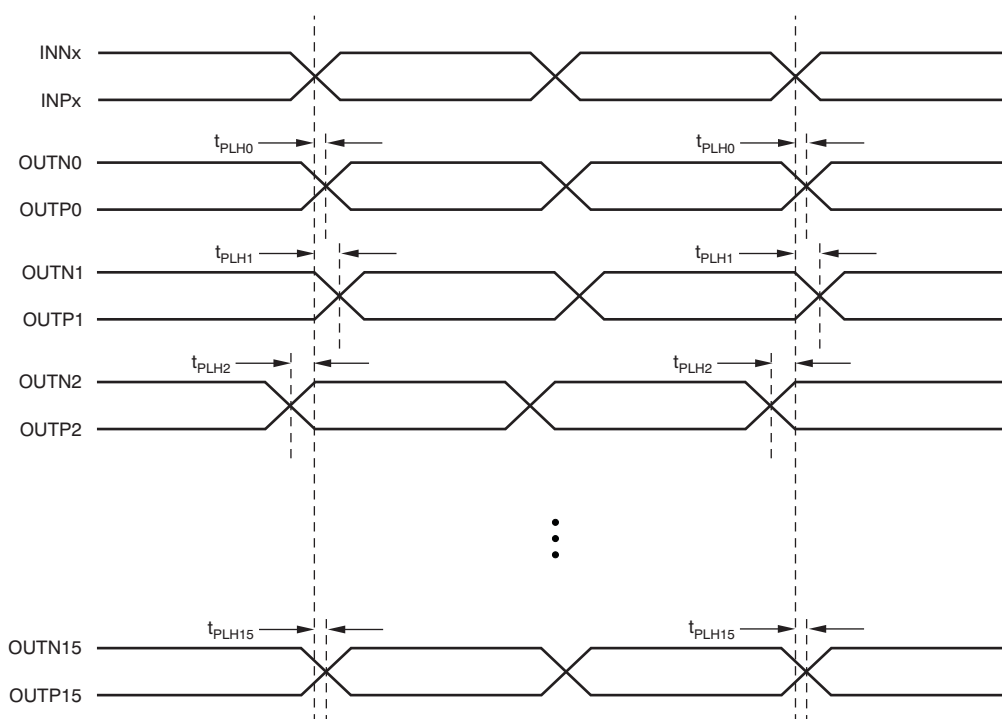 INNx
INPx
tPLH0 tPLH0
OUTN0
OUTP0
tPLH1 tPLH1
OUTN1
OUTP1
tPLH2 tPLH2
OUTN2
OUTP2
tPLH15 tPLH15
OUTN15
OUTP15